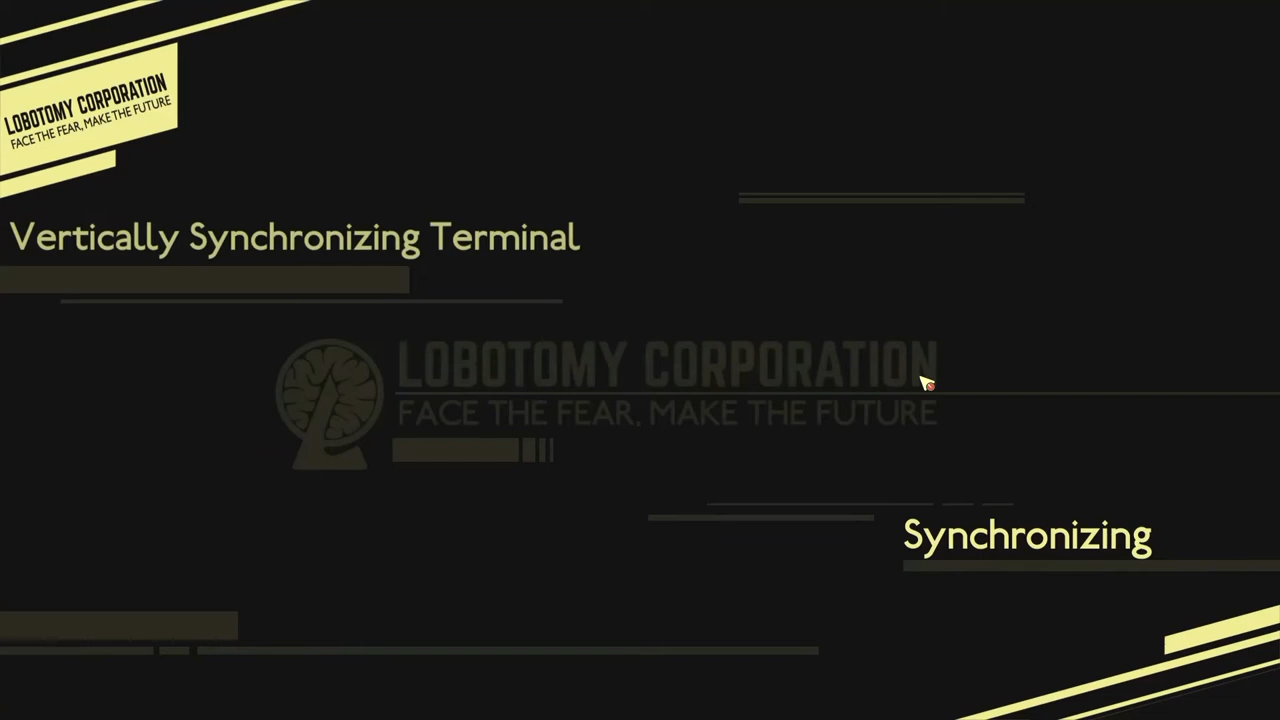 LOBOTOMY CORPORATION
FACE THE FEAR, MAKE THE FUTURE
Vertically Synchronizing Terminal
LOBOTOMY CORPORATION
FACE THE FEAR, MAKE THE FUTURE
Synchronizing